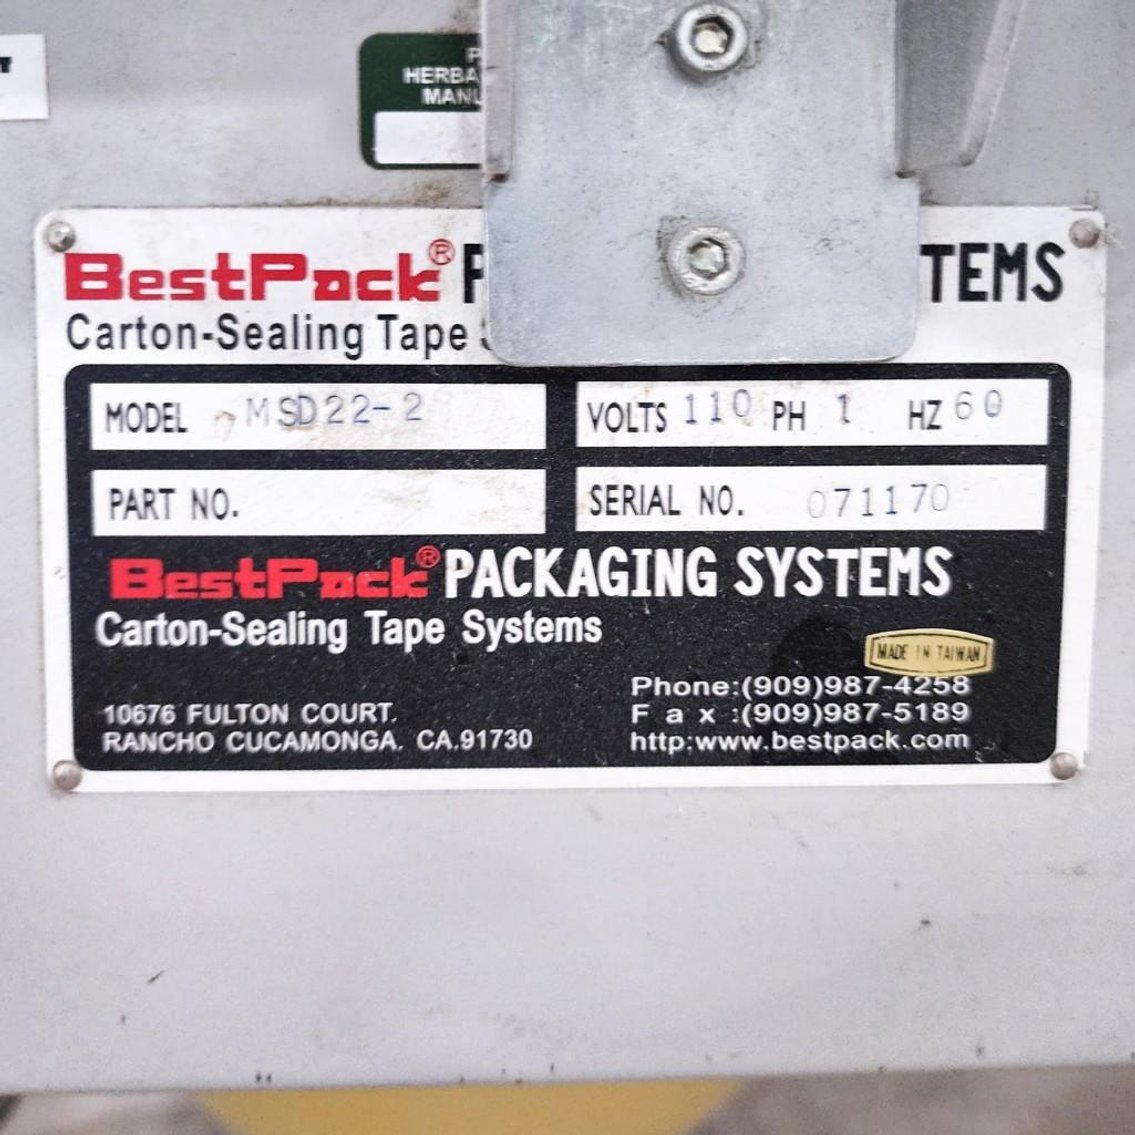 HERBA
MANU
BestPack® P TEMS
Carton-Sealing Tape
MODEL MSD22-2
VOLTS 110 PH 1 HZ 60
PART NO.
SERIAL NO. 071170
BestPack® PACKAGING SYSTEMS
Carton-Sealing Tape Systems
MADE IN TAIWAN
10676 FULTON COURT.
RANCHO CUCAMONGA. CA.91730
Phone:(909)987-4258
Fax :(909)987-5189
http:www.bestpack.com